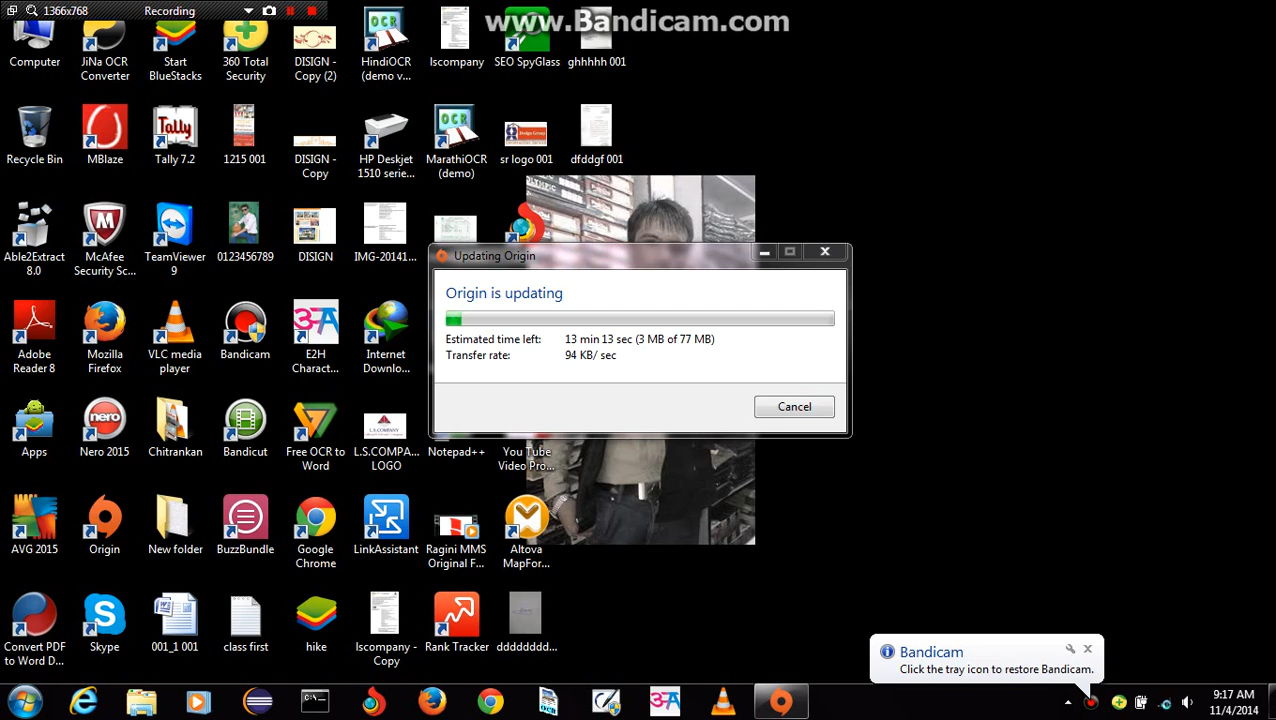 1366x768
Recording
www.Bandicam.com
Computer
JiNa OCR
Converter
Start
BlueStacks
360 Total
Security
DISIGN -
Copy (2)
HindiOCR
(demo v...
lscompany
SEO SpyGlass
ghhhhh 001
Recycle Bin
MBlaze
Tally 7.2
1215 001
DISIGN -
Copy
HP Deskjet
1510 serie...
MarathiOCR
(demo)
sr logo 001
dfddgf 001
Able2Extract
8.0
McAfee
Security Sc...
TeamViewer
9
0123456789
DISIGN
IMG-20141...
Updating Origin
Origin is updating
Estimated time left: 13 min 13 sec (3 MB of 77 MB)
Transfer rate: 94 KB/ sec
Cancel
Adobe
Reader 8
Mozilla
Firefox
VLC media
player
Bandicam
E2H
Charact...
Internet
Downlo...
Apps
Nero 2015
Chitrankan
Bandicut
Free OCR to
Word
L.S.COMPA...
LOGO
Notepad++
You Tube
Video Pro...
AVG 2015
Origin
New folder
BuzzBundle
Google
Chrome
LinkAssistant
Ragini MMS
Original F...
Altova
MapFor...
Convert PDF
to Word D...
Skype
001_1 001
class first
hike
lscompany -
Copy
Rank Tracker
dddddddd...
Bandicam
Click the tray icon to restore Bandicam.
9:17 AM
11/4/2014